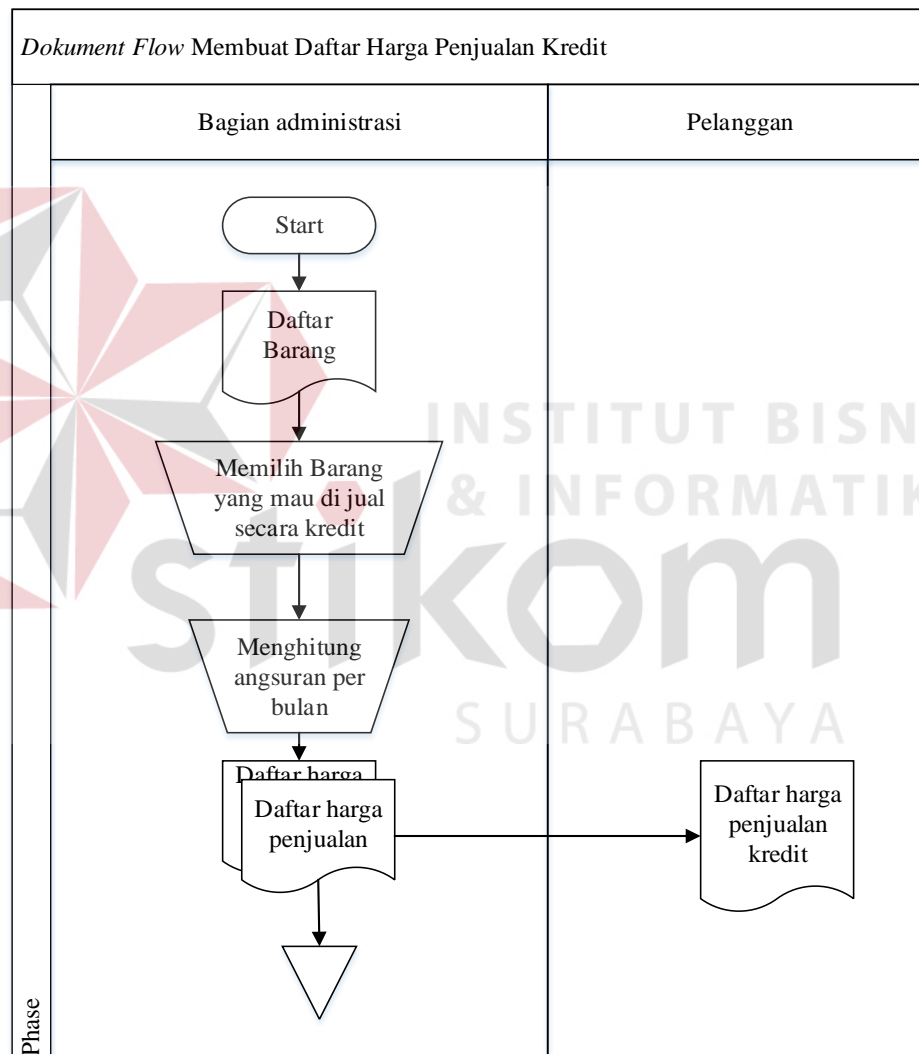 Dokument Flow Membuat Daftar Harga Penjualan Kredit
Bagian administrasi
Pelanggan
Start
Daftar
Barang
Memilih Barang
yang mau di jual
secara kredit
Menghitung
angsuran per
bulan
Daftar harga
Daftar harga
penjualan
Daftar harga
penjualan
kredit
Phase
INSTITUT BISN
& INFORMATIK
stikom
SURABAYA